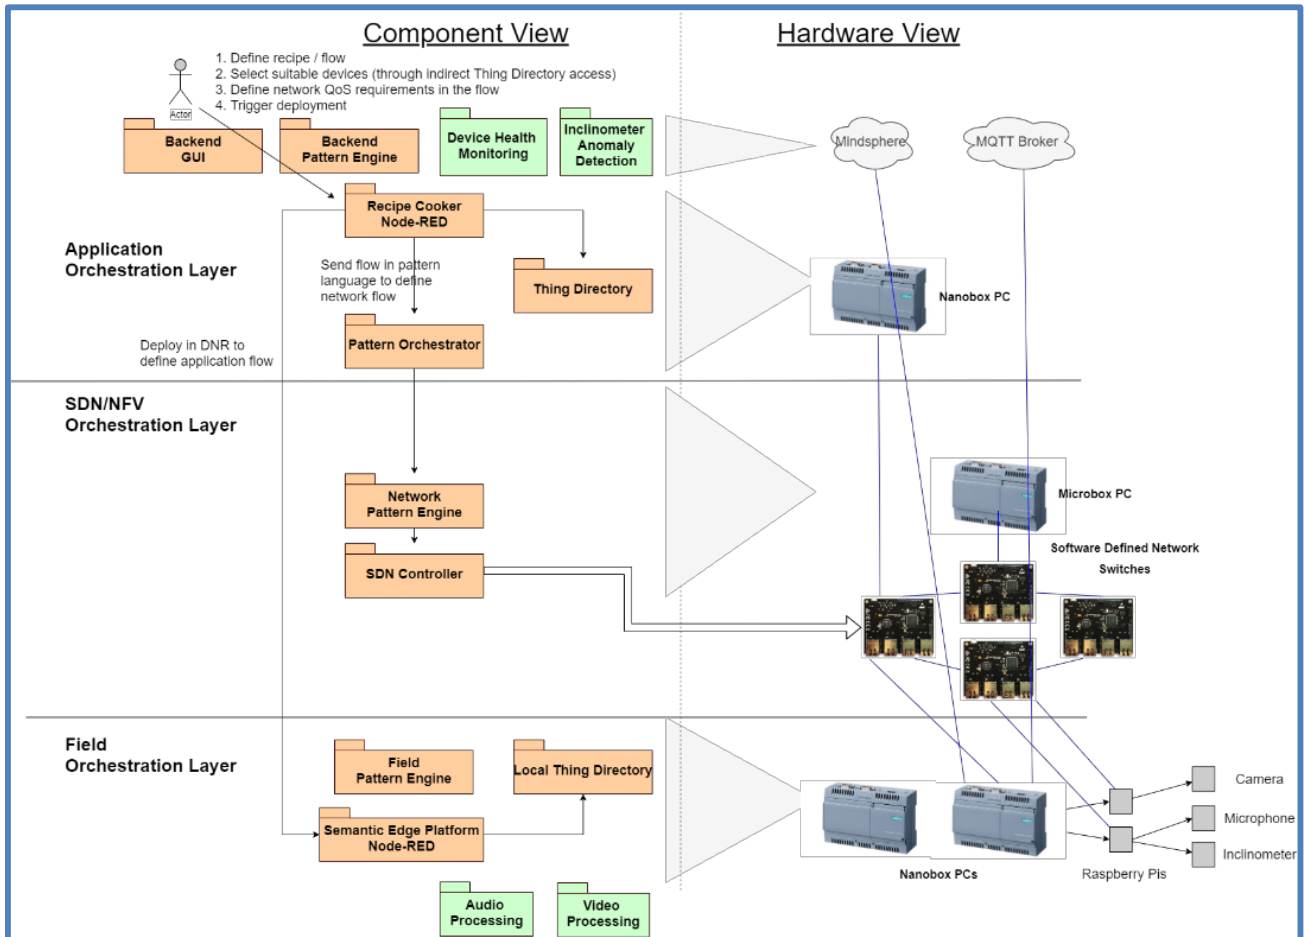 Component View
Hardware View
1. Define recipe / flow
2. Select suitable devices (through indirect Thing Directory access)
3. Define network QoS requirements in the flow
4. Trigger deployment
Actor
Backend
GUI
Backend
Pattern Engine
Device Health
Monitoring
Inclinometer
Anomaly
Detection
Mindsphere
MQTT Broker
Recipe Cooker
Node-RED
Application
Orchestration Layer
Send flow in pattern
language to define
network flow
Thing Directory
Nanobox PC
Pattern Orchestrator
Deploy in DNR to
define application flow
SDN/NFV
Orchestration Layer
Network
Pattern Engine
Microbox PC
SDN Controller
Software Defined Network
Switches
Field
Orchestration Layer
Field
Pattern Engine
Local Thing Directory
Semantic Edge Platform
Node-RED
Camera
Microphone
Inclinometer
Nanobox PCs
Raspberry Pis
Audio
Processing
Video
Processing